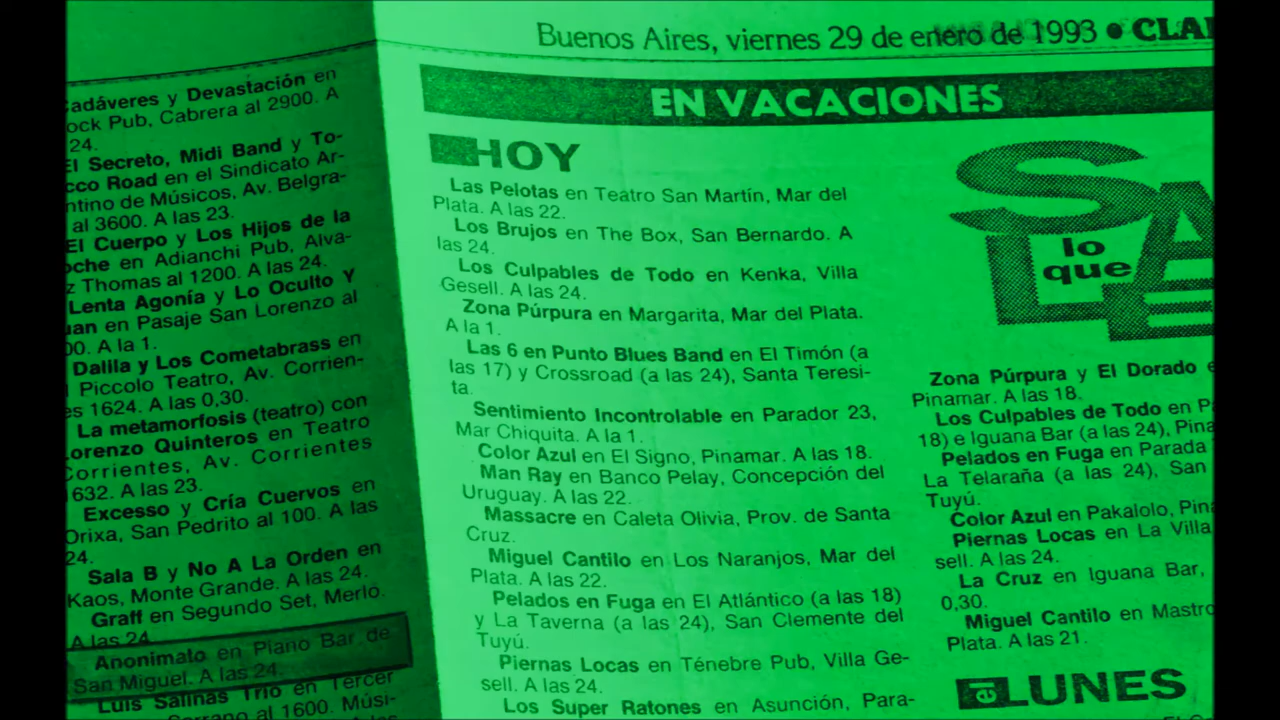 Buenos Aires, viernes 29 de enero de 1993 •
Cadáveres y Devastación en
Pub, Cabrera al 2900. A
24.
El Secreto, Midi Band y To-
Road en el Sindicato Ar-
de Músicos, Av. Belgra-
al 3600. A las 23.
El Cuerpo y Los Hijos de la
en Adianchi Pub, Alva-
Thomas al 1200. A las 24.
Lenta Agonía y Lo Oculto Y
en Pasaje San Lorenzo al
A la 1.
Dalila y Los Cometabrass en
Piccolo Teatro, Av. Corrien-
es 1624. A las 0,30.
La metamorfosis (teatro) con
Lorenzo Quinteros en Teatro
Corrientes, Av. Corrientes
1632. A las 23.
Excesso y Cría Cuervos en
Orixa, San Pedrito al 100. A las
24.
Sala B y No A La Orden en
Kaos, Monte Grande. A las 24.
Graff en Segundo Set, Merlo.
A las 24.
Anonimato en Piano Bar de
San Miguel. A las 24.
Luis Salinas Trio en Tercer
al 1600. Músi-
EN VACACIONES
HOY
Las Pelotas en Teatro San Martín, Mar del
Plata. A las 22.
Los Brujos en The Box, San Bernardo. A
las 24.
Los Culpables de Todo en Kenka, Villa
Gesell. A las 24.
Zona Púrpura en Margarita, Mar del Plata.
A la 1.
Las 6 en Punto Blues Band en El Timón (a
las 17) y Crossroad (a las 24), Santa Teresi-
ta.
Sentimiento Incontrolable en Parador 23,
Mar Chiquita. A la 1.
Color Azul en El Signo, Pinamar. A las 18.
Man Ray en Banco Pelay, Concepción del
Uruguay. A las 22.
Massacre en Caleta Olivia, Prov. de Santa
Cruz.
Miguel Cantilo en Los Naranjos, Mar del
Plata. A las 22.
Pelados en Fuga en El Atlántico (a las 18)
y La Taverna (a las 24), San Clemente del
Tuyú.
Piernas Locas en Ténebre Pub, Villa Ge-
sell. A las 24.
Los Super Ratones en Asunción, Para-
SALE
lo
que
Zona Púrpura y El Dorado
Pinamar. A las 18.
Los Culpables de Todo en
18) e Iguana Bar (a las 24),
Pelados en Fuga en Parada
La Telaraña (a las 24), San
Tuyú.
Color Azul en Pakalolo,
Piernas Locas en La Villa
sell. A las 24.
La Cruz en Iguana Bar,
0,30.
Miguel Cantilo en
Plata. A las 21.
el LUNES